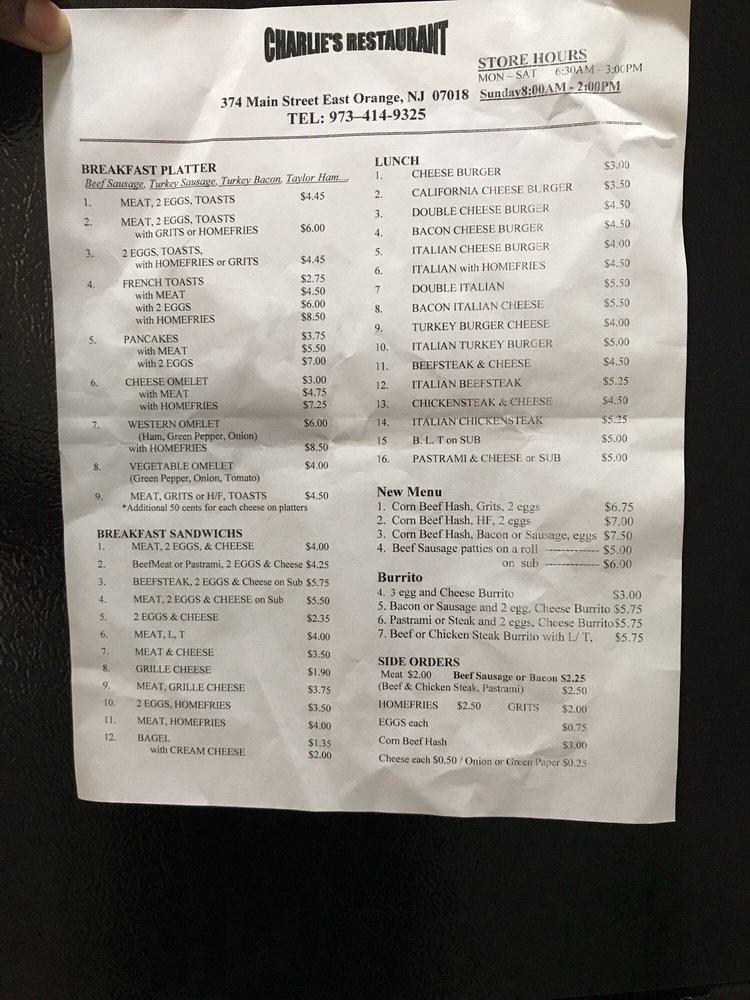 CHARLIE'S RESTAURANT
STORE HOURS
MON ~ SAT 6:30AM - 3:00PM
Sunday8:00AM - 2:00PM
374 Main Street East Orange, NJ 07018
TEL: 973-414-9325
BREAKFAST PLATTER
Beef Sausage, Turkey Sausage, Turkey Bacon, Taylor Ham....
1. MEAT, 2 EGGS, TOASTS $4.45
2. MEAT, 2 EGGS, TOASTS
with GRITS or HOMEFRIES $6.00
3. 2 EGGS, TOASTS,
with HOMEFRIES or GRITS $4.45
4. FRENCH TOASTS $2.75
with MEAT $4.50
with 2 EGGS $6.00
with HOMEFRIES $8.50
5. PANCAKES $3.75
with MEAT $5.50
with 2 EGGS $7.00
6. CHEESE OMELET $3.00
with MEAT $4.75
with HOMEFRIES $7.25
7. WESTERN OMELET $6.00
(Ham, Green Pepper, Onion)
with HOMEFRIES $8.50
8. VEGETABLE OMELET $4.00
(Green Pepper, Onion, Tomato)
9. MEAT, GRITS or H/F, TOASTS $4.50
*Additional 50 cents for each cheese on platters
BREAKFAST SANDWICHS
1. MEAT, 2 EGGS, & CHEESE $4.00
2. BeefMeat or Pastrami, 2 EGGS & Cheese $4.25
3. BEEFSTEAK, 2 EGGS & Cheese on Sub $5.75
4. MEAT, 2 EGGS & CHEESE on Sub $5.50
5. 2 EGGS & CHEESE $2.35
6. MEAT, L, T $4.00
7. MEAT & CHEESE $3.50
8. GRILLE CHEESE $1.90
9. MEAT, GRILLE CHEESE $3.75
10. 2 EGGS, HOMEFRIES $3.50
11. MEAT, HOMEFRIES $4.00
12. BAGEL $1.35
with CREAM CHEESE $2.00
LUNCH
1. CHEESE BURGER $3.00
2. CALIFORNIA CHEESE BURGER $3.50
3. DOUBLE CHEESE BURGER $4.50
4. BACON CHEESE BURGER $4.50
5. ITALIAN CHEESE BURGER $4.00
6. ITALIAN with HOMEFRIES $4.50
7 DOUBLE ITALIAN $5.50
8. BACON ITALIAN CHEESE $5.50
9. TURKEY BURGER CHEESE $4.00
10. ITALIAN TURKEY BURGER $5.00
11. BEEFSTEAK & CHEESE $4.50
12. ITALIAN BEEFSTEAK $5.25
13. CHICKENSTEAK & CHEESE $4.50
14. ITALIAN CHICKENSTEAK $5.25
15 B. L. T on SUB $5.00
16. PASTRAMI & CHEESE or SUB $5.00
New Menu
1. Corn Beef Hash, Grits, 2 eggs $6.75
2. Corn Beef Hash, HF, 2 eggs $7.00
3. Corn Beef Hash, Bacon or Sausage, eggs $7.50
4. Beef Sausage patties on a roll -------------- $5.00
on sub -------------- $6.00
Burrito
4. 3 egg and Cheese Burrito $3.00
5. Bacon or Sausage and 2 egg, Cheese Burrito $5.75
6. Pastrami or Steak and 2 eggs, Cheese Burrito$5.75
7. Beef or Chicken Steak Burrito with L/ T, $5.75
SIDE ORDERS
Meat $2.00 Beef Sausage or Bacon $2.25
(Beef & Chicken Steak, Pastrami) $2.50
HOMEFRIES $2.50 GRITS $2.00
EGGS each $0.75
Corn Beef Hash $3.00
Cheese each $0.50 / Onion or Green Paper $0.25